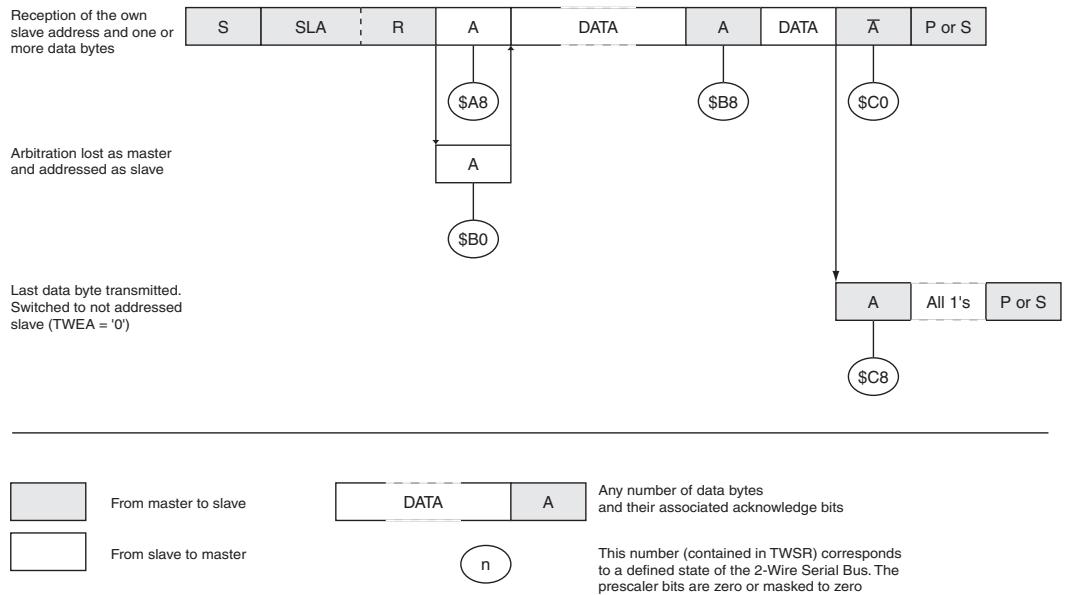 Reception of the own
slave address and one or
more data bytes
S SLA R A DATA A DATA A̅ P or S
$A8 $B8 $C0
Arbitration lost as master
and addressed as slave
A
$B0
Last data byte transmitted.
Switched to not addressed
slave (TWEA = '0')
A All 1's P or S
$C8
From master to slave
DATA A
Any number of data bytes
and their associated acknowledge bits
From slave to master
n
This number (contained in TWSR) corresponds
to a defined state of the 2-Wire Serial Bus. The
prescaler bits are zero or masked to zero